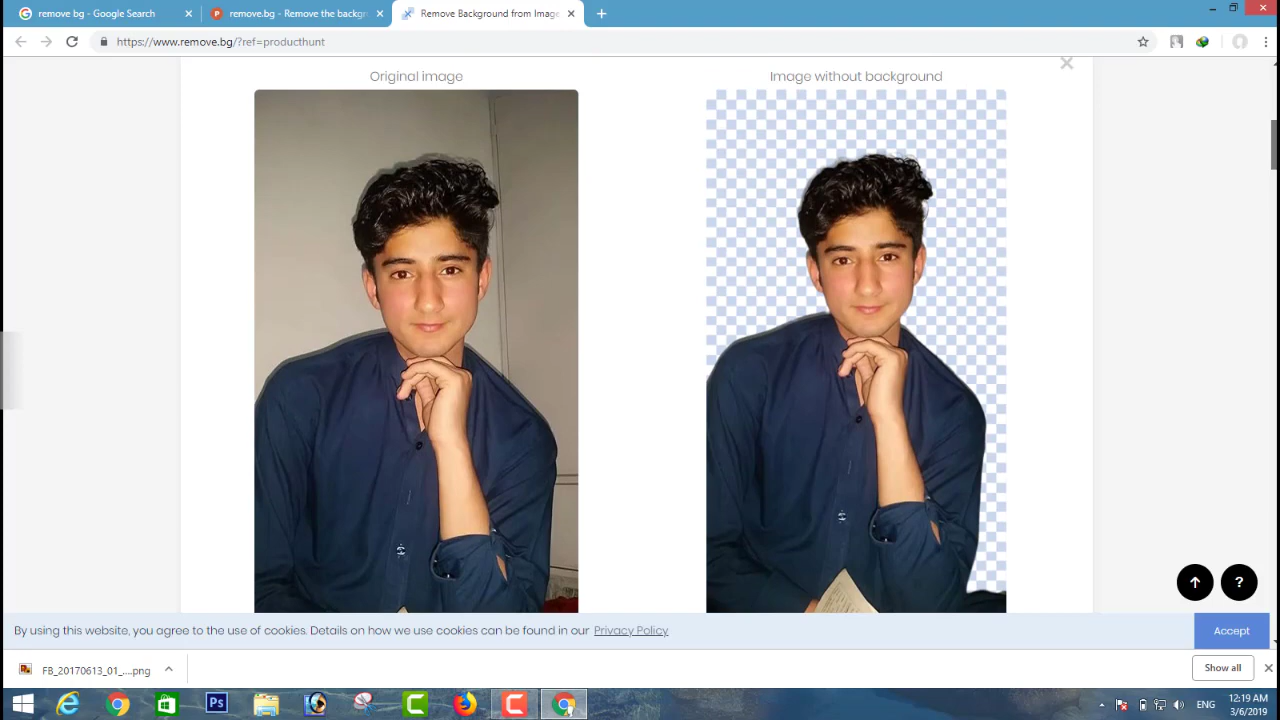 remove bg - Google Search
remove.bg - Remove the backgr
Remove Background from Image
https://www.remove.bg/?ref=producthunt
Original image
Image without background
By using this website, you agree to the use of cookies. Details on how we use cookies can be found in our Privacy Policy
Accept
FB_20170613_01_....png
Show all
Ps
ENG
12:19 AM
3/6/2019